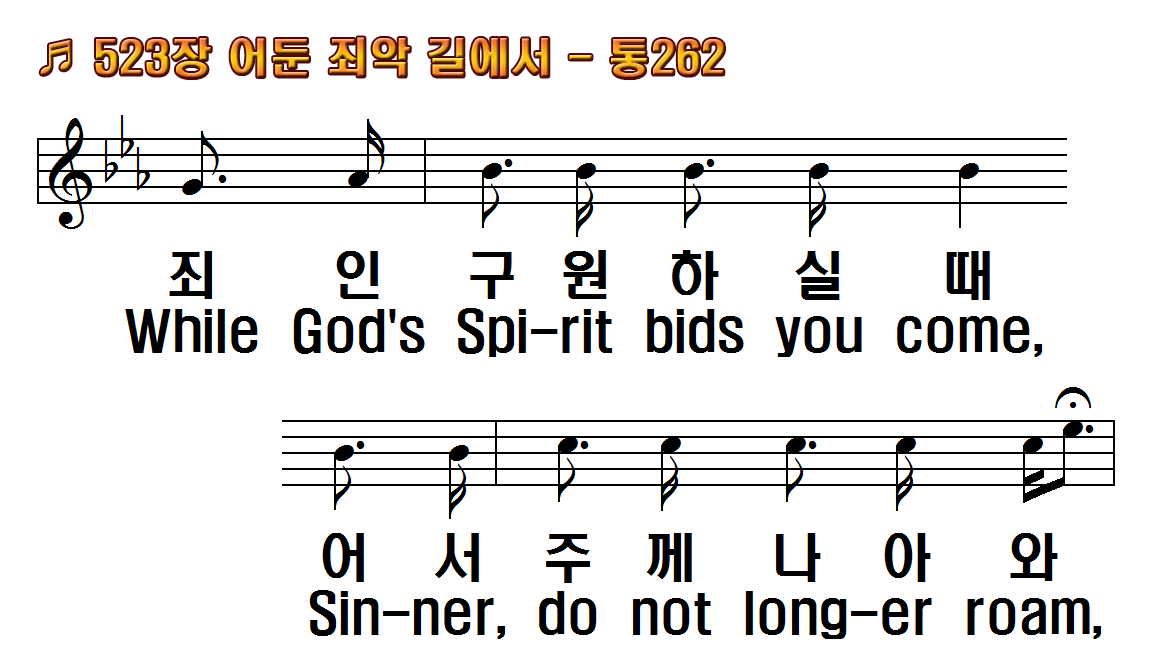 ♬ 523장 어둔 죄악 길에서 - 통262
죄 인 구 원 하 실 때
While God's Spi-rit bids you come,
어 서 주 께 나 아 와
Sin-ner, do not long-er roam,